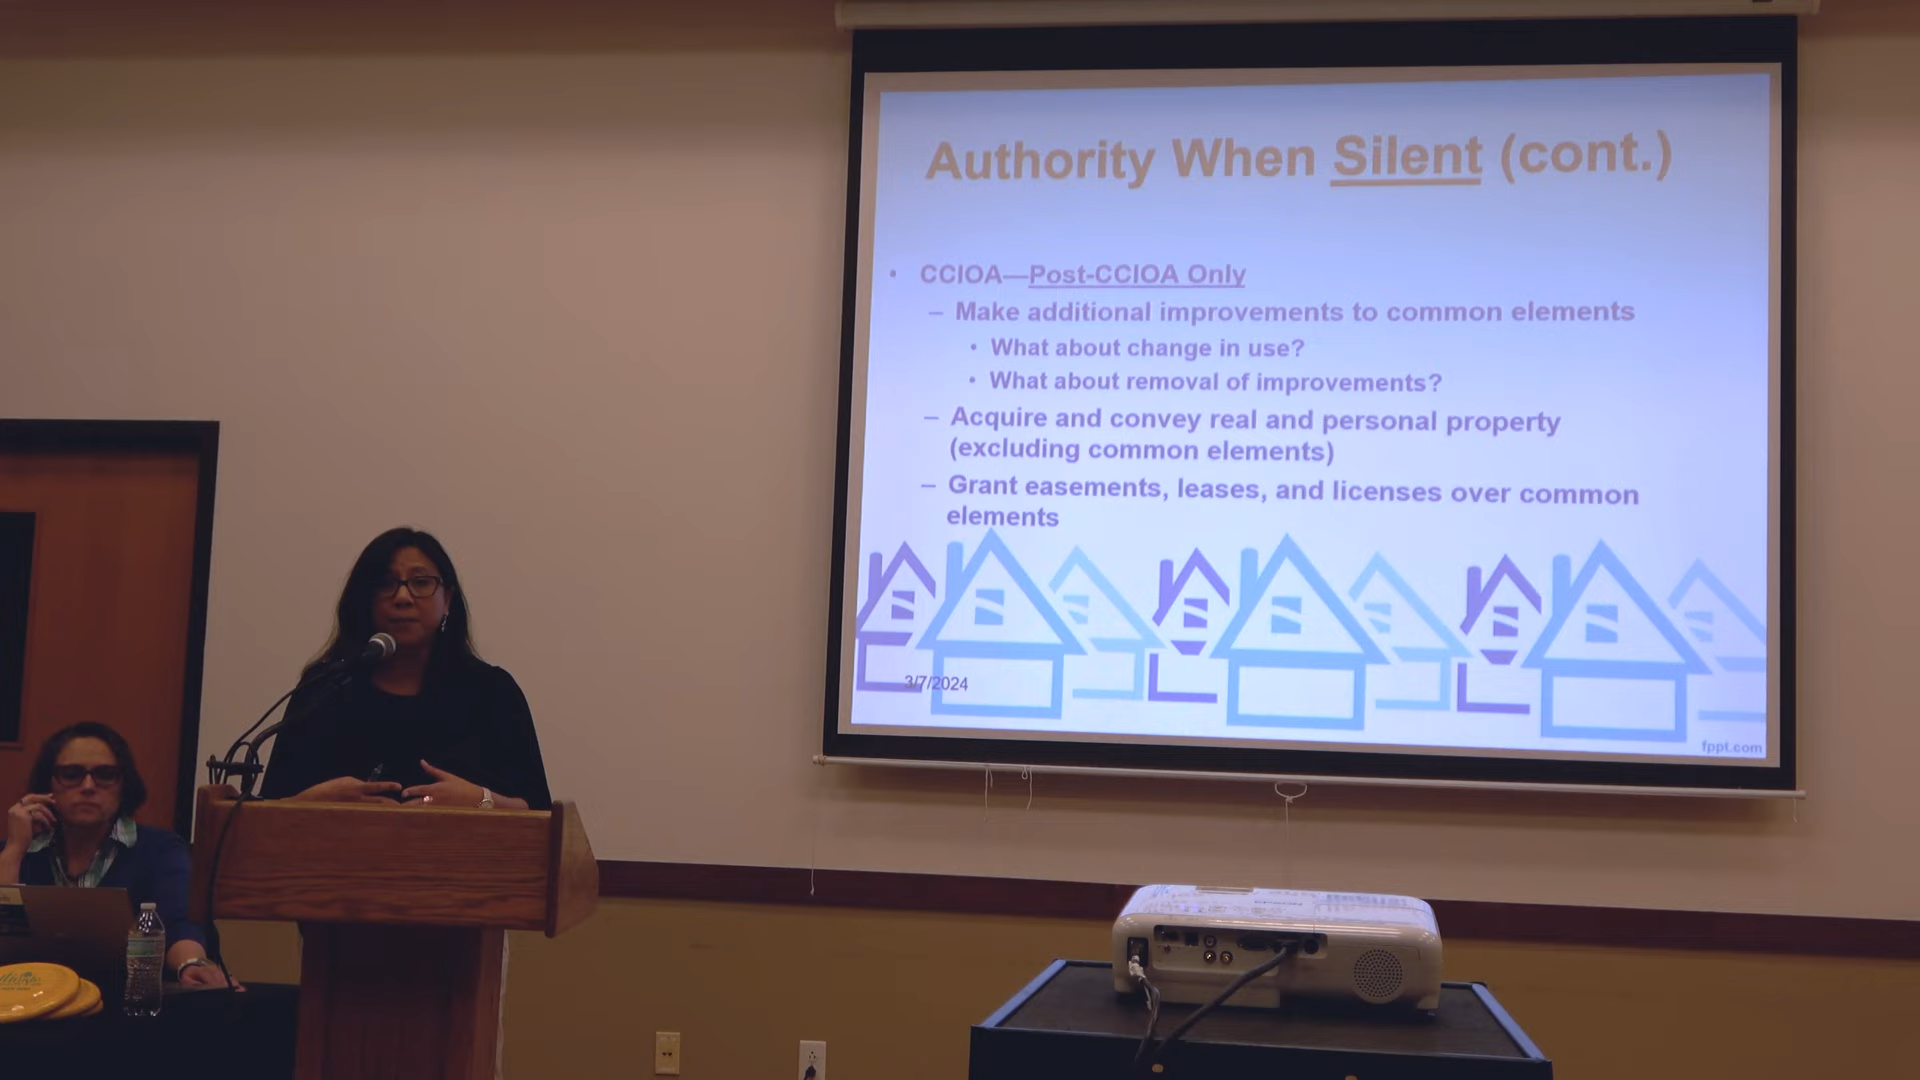 Authority When Silent (cont.)
• CCIOA—Post-CCIOA Only
– Make additional improvements to common elements
• What about change in use?
• What about removal of improvements?
– Acquire and convey real and personal property
(excluding common elements)
– Grant easements, leases, and licenses over common
elements
3/7/2024
fppt.com